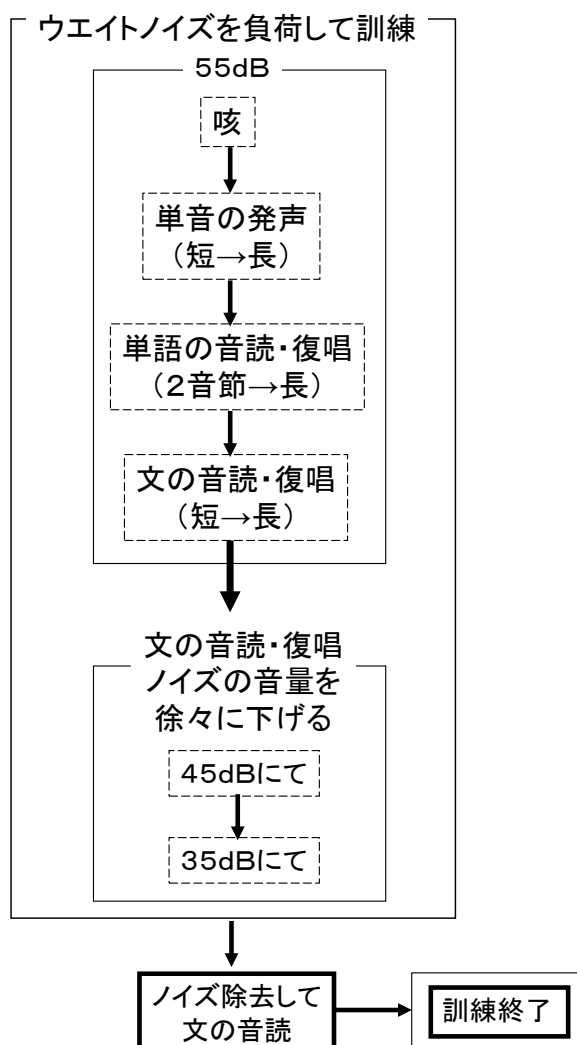 ウエイトノイズを負荷して訓練
55dB
咳
単音の発声
（短→長）
単語の音読・復唱
（2音節→長）
文の音読・復唱
（短→長）
文の音読・復唱
ノイズの音量を
徐々に下げる
45dBにて
35dBにて
ノイズ除去して
文の音読
訓練終了